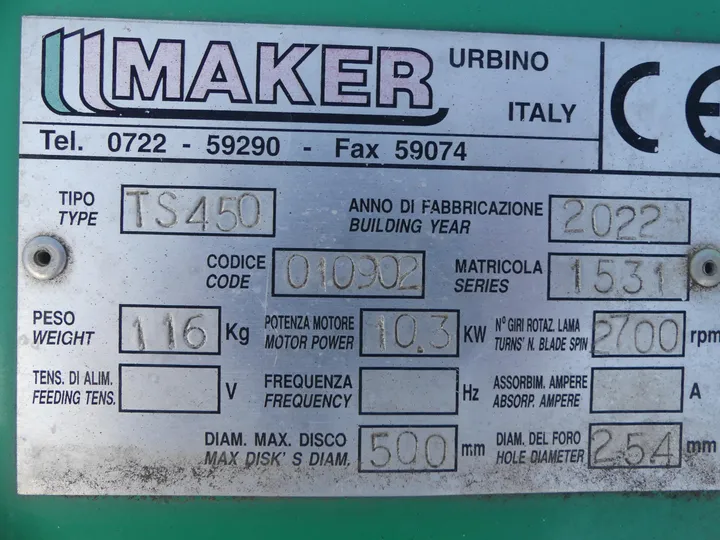 MAKER URBINO
ITALY
CE
Tel. 0722 - 59290 - Fax 59074
TIPO TS450 ANNO DI FABBRICAZIONE 2022
TYPE BUILDING YEAR
CODICE 010902 MATRICOLA 1531
CODE SERIES
PESO 116 Kg POTENZA MOTORE 10.3 KW N° GIRI ROTAZ. LAMA 2700 rpm
WEIGHT MOTOR POWER TURNS' N. BLADE SPIN
TENS. DI ALIM. V FREQUENZA Hz ASSORBIM. AMPERE A
FEEDING TENS. FREQUENCY ABSORP. AMPERE
DIAM. MAX. DISCO 500 mm DIAM. DEL FORO 254 mm
MAX DISK' S DIAM. HOLE DIAMETER